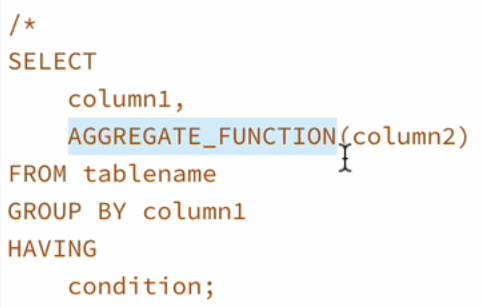 /*
SELECT
column1,
AGGREGATE_FUNCTION(column2)
FROM tablename
GROUP BY column1
HAVING
condition;